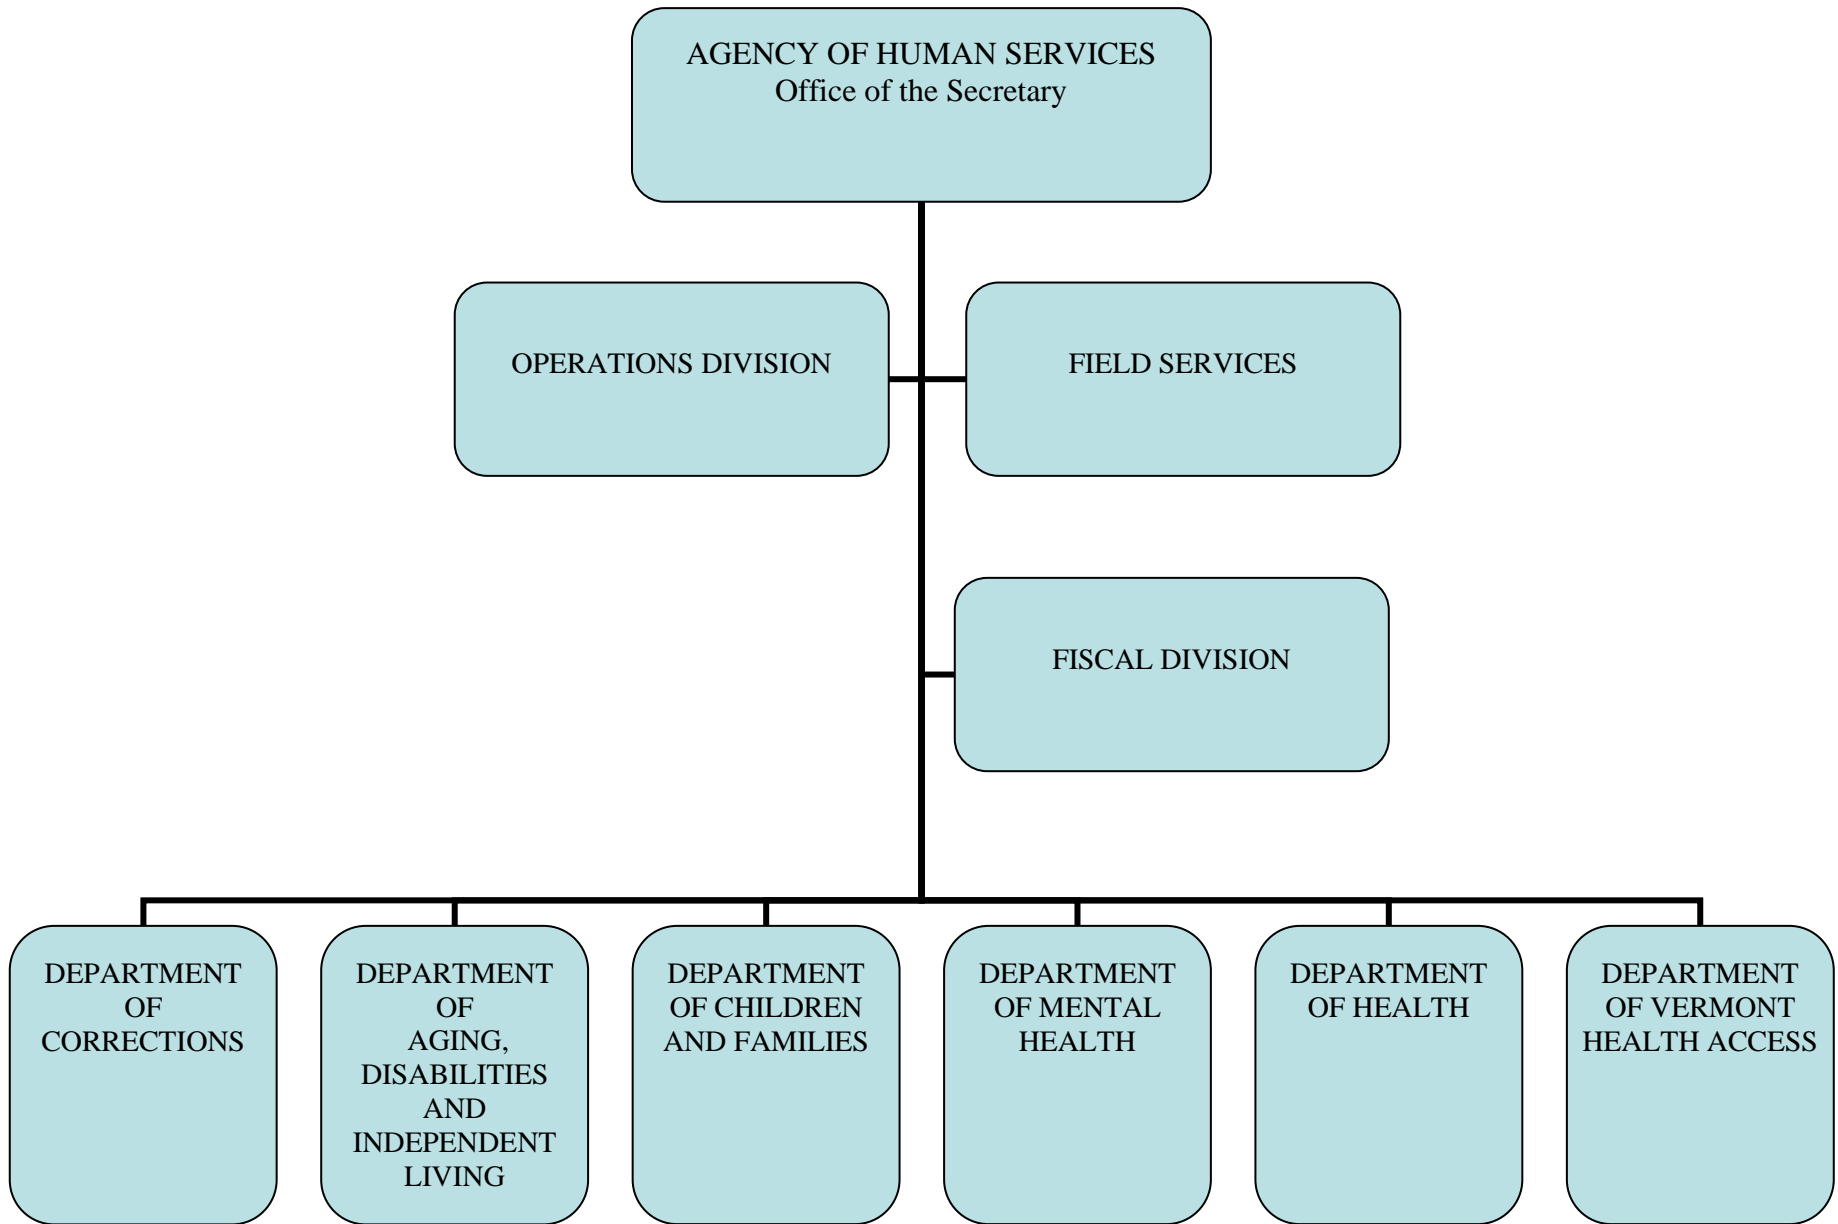 AGENCY OF HUMAN SERVICES
Office of the Secretary
OPERATIONS DIVISION
FIELD SERVICES
FISCAL DIVISION
DEPARTMENT
OF
CORRECTIONS
DEPARTMENT
OF
AGING,
DISABILITIES
AND
INDEPENDENT
LIVING
DEPARTMENT
OF CHILDREN
AND FAMILIES
DEPARTMENT
OF MENTAL
HEALTH
DEPARTMENT
OF HEALTH
DEPARTMENT
OF VERMONT
HEALTH ACCESS